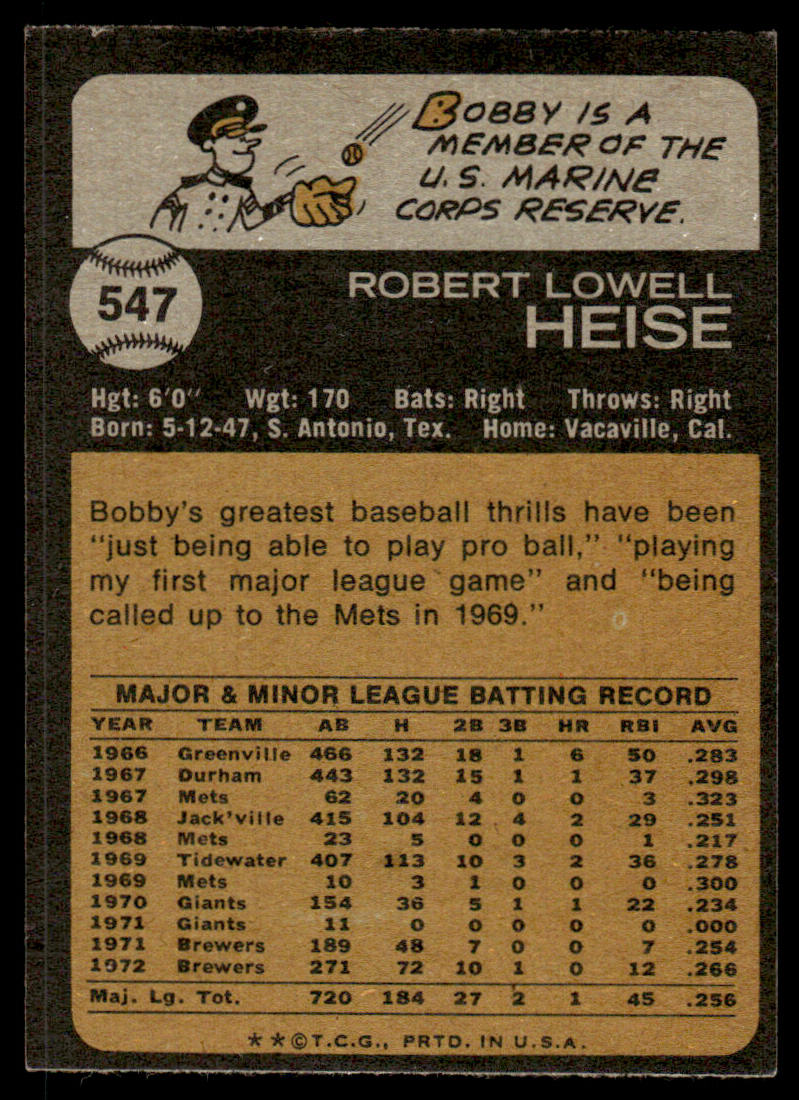 BOBBY IS A
MEMBER OF THE
U.S. MARINE
CORPS RESERVE.
547
ROBERT LOWELL
HEISE
Hgt: 6'0" Wgt: 170 Bats: Right Throws: Right
Born: 5-12-47, S. Antonio, Tex. Home: Vacaville, Cal.
Bobby's greatest baseball thrills have been
"just being able to play pro ball," "playing
my first major league game" and "being
called up to the Mets in 1969."
MAJOR & MINOR LEAGUE BATTING RECORD
YEAR TEAM AB H 2B 3B HR RBI AVG
1966 Greenville 466 132 18 1 6 50 .283
1967 Durham 443 132 15 1 1 37 .298
1967 Mets 62 20 4 0 0 3 .323
1968 Jack'ville 415 104 12 4 2 29 .251
1968 Mets 23 5 0 0 0 1 .217
1969 Tidewater 407 113 10 3 2 36 .278
1969 Mets 10 3 1 0 0 0 .300
1970 Giants 154 36 5 1 1 22 .234
1971 Giants 11 0 0 0 0 0 .000
1971 Brewers 189 48 7 0 0 7 .254
1972 Brewers 271 72 10 1 0 12 .266
Maj. Lg. Tot. 720 184 27 2 1 45 .256
**©T.C.G., PRTD. IN U.S.A.